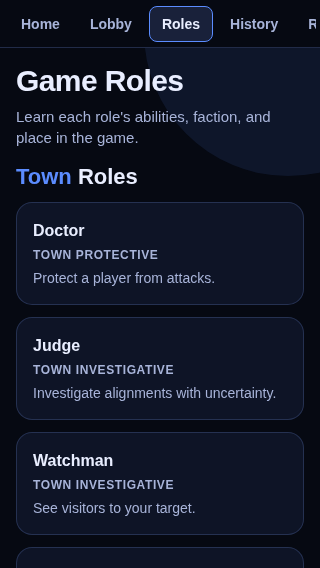 Home Lobby Roles History
Game Roles
Learn each role's abilities, faction, and
place in the game.
Town Roles
Doctor
TOWN PROTECTIVE
Protect a player from attacks.
Judge
TOWN INVESTIGATIVE
Investigate alignments with uncertainty.
Watchman
TOWN INVESTIGATIVE
See visitors to your target.